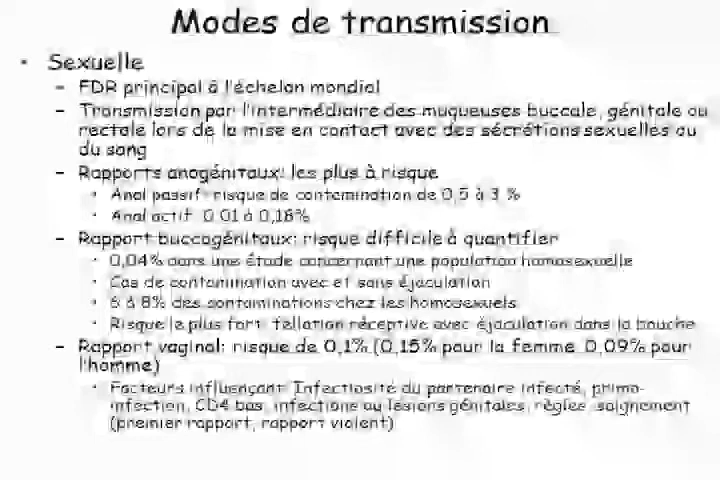 Modes de transmission
• Sexuelle
– FDR principal à l'échelon mondial
– Transmission par l'intermédiaire des muqueuses buccale, génitale ou
rectale lors de la mise en contact avec des sécrétions sexuelles ou
du sang
– Rapports anogénitaux: les plus à risque
• Anal passif: risque de contamination de 0,5 à 3 %
• Anal actif: 0,01 à 0,18%
– Rapport buccogénitaux: risque difficile à quantifier
• 0,04% dans une étude concernant une population homosexuelle
• Cas de contamination avec et sans éjaculation
• 6 à 8% des contaminations chez les homosexuels
• Risque le plus fort: fellation réceptive avec éjaculation dans la bouche
– Rapport vaginal: risque de 0,1% (0,15% pour la femme, 0,09% pour
l'homme)
• Facteurs influençant: Infectiosité du partenaire infecté, primo-
infection, CD4 bas, infections ou lésions génitales, règles, saignement
(premier rapport, rapport violent)